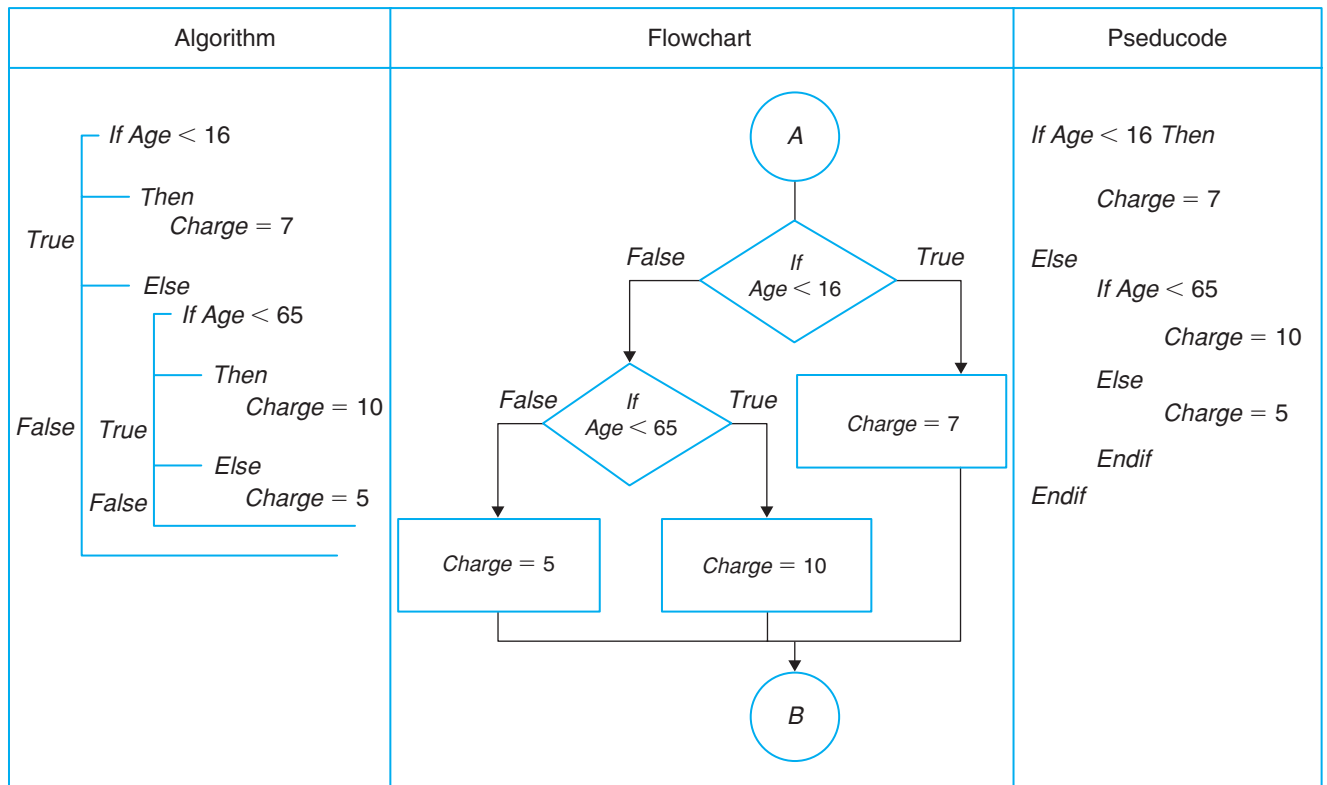 Algorithm
Flowchart
Pseducode
If Age < 16
Then
Charge = 7
True
Else
If Age < 65
Then
Charge = 10
False
True
Else
Charge = 5
False
A
If
Age < 16
False
True
If
Age < 65
False
True
Charge = 7
Charge = 5
Charge = 10
B
If Age < 16 Then
Charge = 7
Else
If Age < 65
Charge = 10
Else
Charge = 5
Endif
Endif